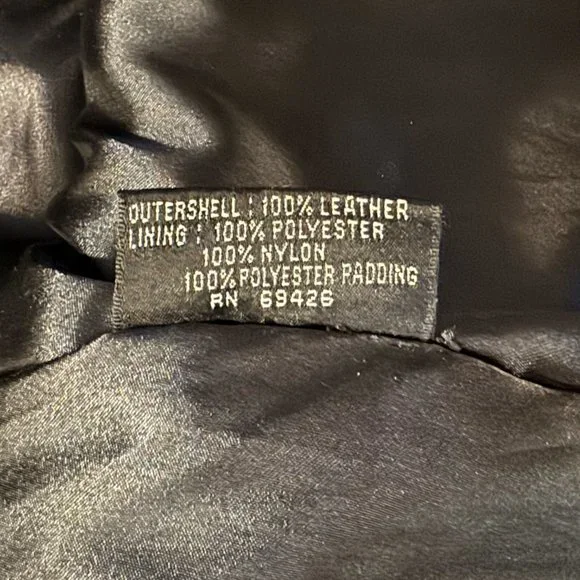 OUTERSHELL : 100% LEATHER
LINING : 100% POLYESTER
100% NYLON
100% POLYESTER PADDING
RN 69426